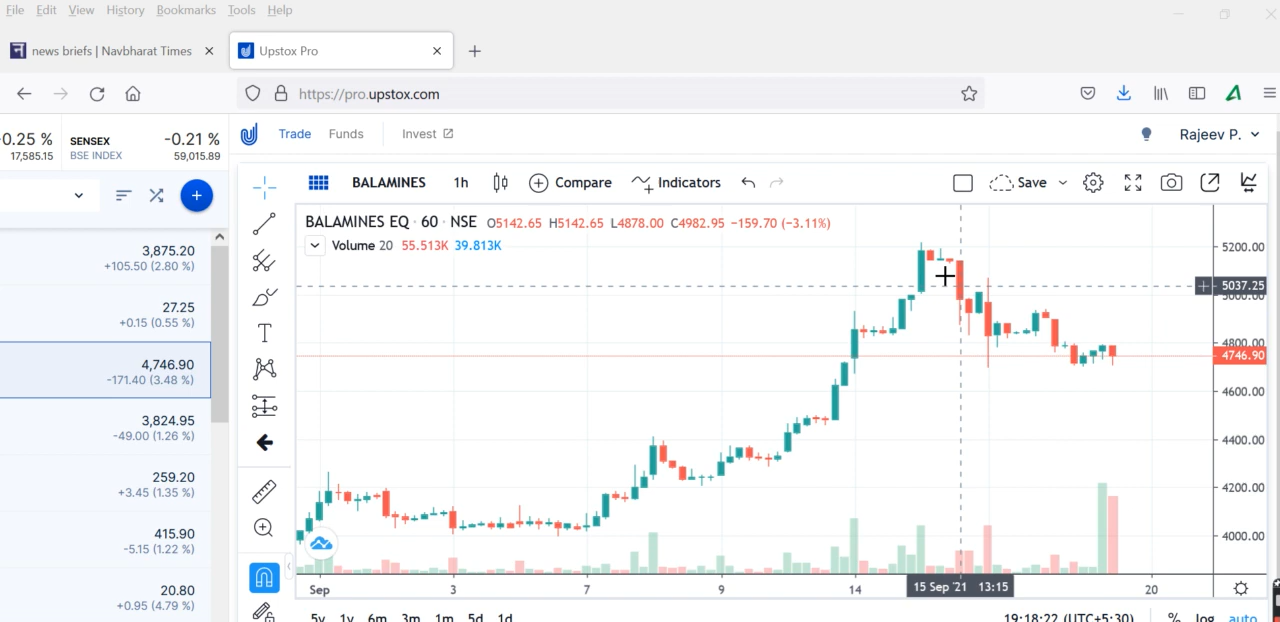 File Edit View History Bookmarks Tools Help
news briefs | Navbharat Times
Upstox Pro
https://pro.upstox.com
0.25 %
17,585.15
SENSEX -0.21 %
BSE INDEX 59,015.89
Trade Funds Invest
Rajeev P.
BALAMINES 1h Compare Indicators Save
BALAMINES EQ · 60 · NSE O5142.65 H5142.65 L4878.00 C4982.95 −159.70 (−3.11%)
Volume 20 55.513K 39.813K
3,875.20
+105.50 (2.80 %)
27.25
+0.15 (0.55 %)
4,746.90
-171.40 (3.48 %)
3,824.95
-49.00 (1.26 %)
259.20
+3.45 (1.35 %)
415.90
-5.15 (1.22 %)
20.80
+0.95 (4.79 %)
5200.00
5037.25
5000.00
4800.00
4746.90
4600.00
4400.00
4200.00
4000.00
Sep 3 7 9 14 15 Sep '21 13:15 20
5y 1y 6m 3m 1m 5d 1d 19:18:22 (UTC+5:30) % log auto